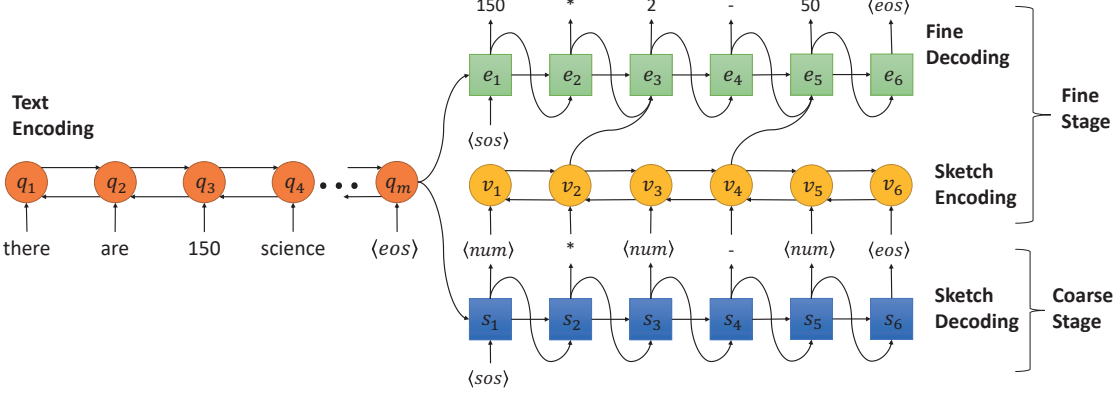 150 * 2 - 50 ⟨eos⟩
Fine
Decoding
e₁ e₂ e₃ e₄ e₅ e₆
Fine
Stage
Text
Encoding
⟨sos⟩
q₁ q₂ q₃ q₄ ••• qₘ
v₁ v₂ v₃ v₄ v₅ v₆
Sketch
Encoding
there are 150 science ⟨eos⟩
⟨num⟩ * ⟨num⟩ - ⟨num⟩ ⟨eos⟩
Sketch
Decoding
Coarse
Stage
s₁ s₂ s₃ s₄ s₅ s₆
⟨sos⟩